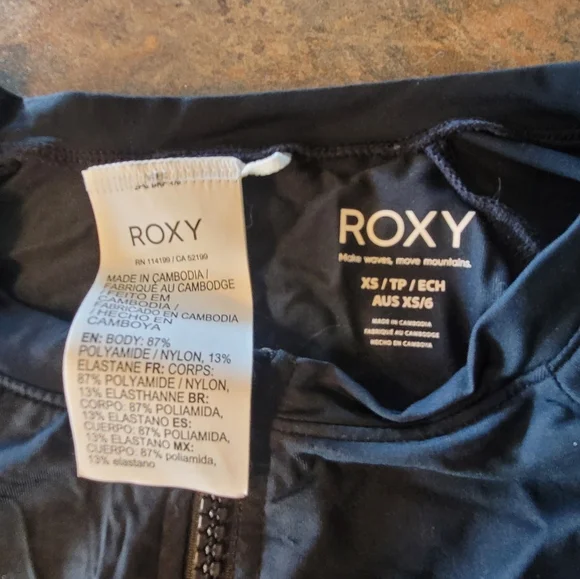 ROXY
RN 114199 / CA 52199
MADE IN CAMBODIA /
FABRIQUÉ AU CAMBODGE
/ FEITO EM
CAMBODIA /
FABRICADO EN CAMBODIA
/ HECHO EN
CAMBOYA
EN: BODY: 87%
POLYAMIDE / NYLON, 13%
ELASTANE FR: CORPS:
87% POLYAMIDE / NYLON,
13% ELASTHANNE BR:
CORPO: 87% POLIAMIDA,
13% ELASTANO ES:
CUERPO: 87% POLIAMIDA,
13% ELASTANO MX:
CUERPO: 87% poliamida,
13% elastano
ROXY
Make waves, move mountains.
XS / TP / ECH
AUS XS/6
MADE IN CAMBODIA
FABRIQUÉ AU CAMBODGE
HECHO EN CAMBOYA